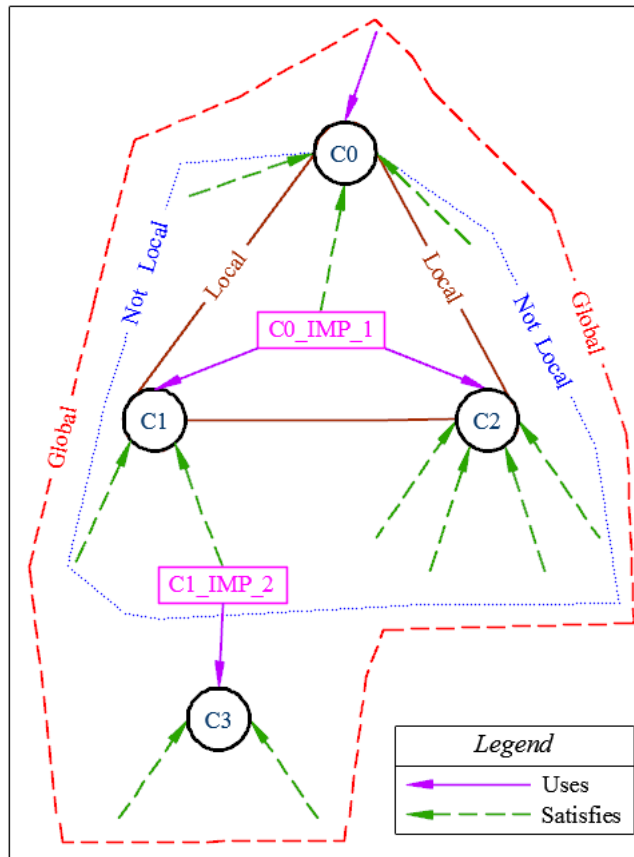 C0
Not Local
Local
Local
Not Local
Global
Global
C0_IMP_1
C1
C2
C1_IMP_2
C3
Legend
Uses
Satisfies